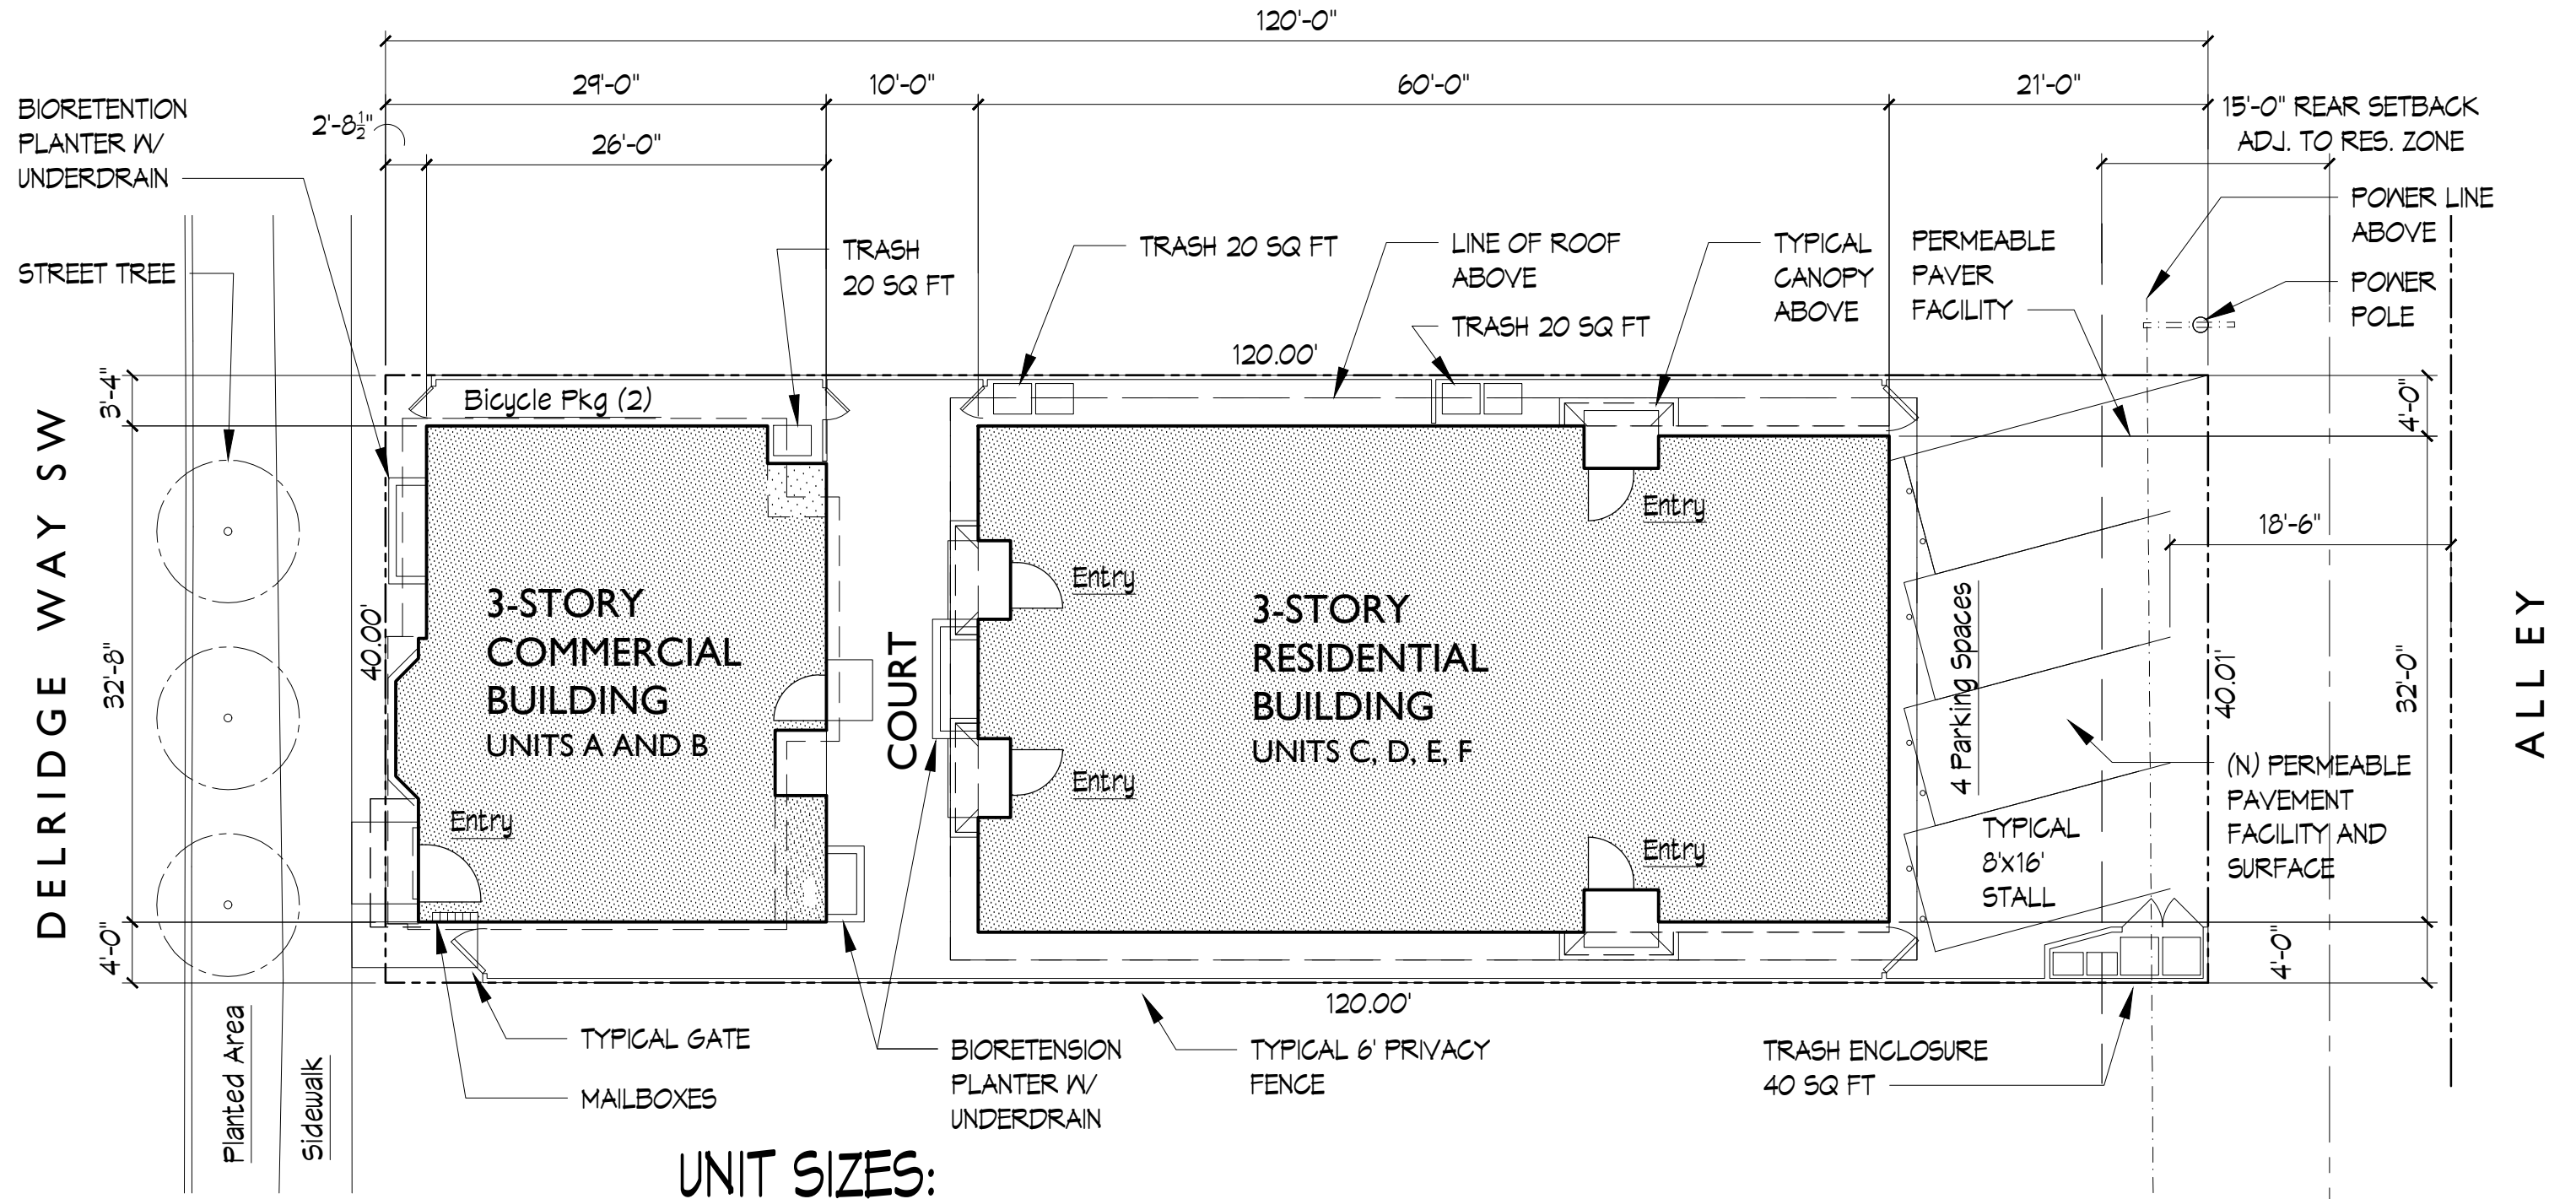 120'-0"
29'-0"
10'-0"
60'-0"
21'-0"
2'-8½"
26'-0"
15'-0" REAR SETBACK
ADJ. TO RES. ZONE
BIORETENTION
PLANTER W/
UNDERDRAIN
STREET TREE
TRASH
20 SQ FT
TRASH 20 SQ FT
LINE OF ROOF
ABOVE
TRASH 20 SQ FT
TYPICAL
CANOPY
ABOVE
PERMEABLE
PAVER
FACILITY
POWER LINE
ABOVE
POWER
POLE
120.00'
3'-4"
Bicycle Pkg (2)
4'-0"
DELRIDGE WAY SW
32'-8"
40.00'
4'-0"
3-STORY
COMMERCIAL
BUILDING
UNITS A AND B
Entry
COURT
Entry
Entry
3-STORY
RESIDENTIAL
BUILDING
UNITS C, D, E, F
Entry
Entry
4 Parking Spaces
TYPICAL
8'x16'
STALL
18'-6"
40.01'
32'-0"
4'-0"
ALLEY
(N) PERMEABLE
PAVEMENT
FACILITY AND
SURFACE
120.00'
Planted Area
Sidewalk
TYPICAL GATE
MAILBOXES
BIORETENSION
PLANTER W/
UNDERDRAIN
TYPICAL 6' PRIVACY
FENCE
TRASH ENCLOSURE
40 SQ FT
UNIT SIZES: